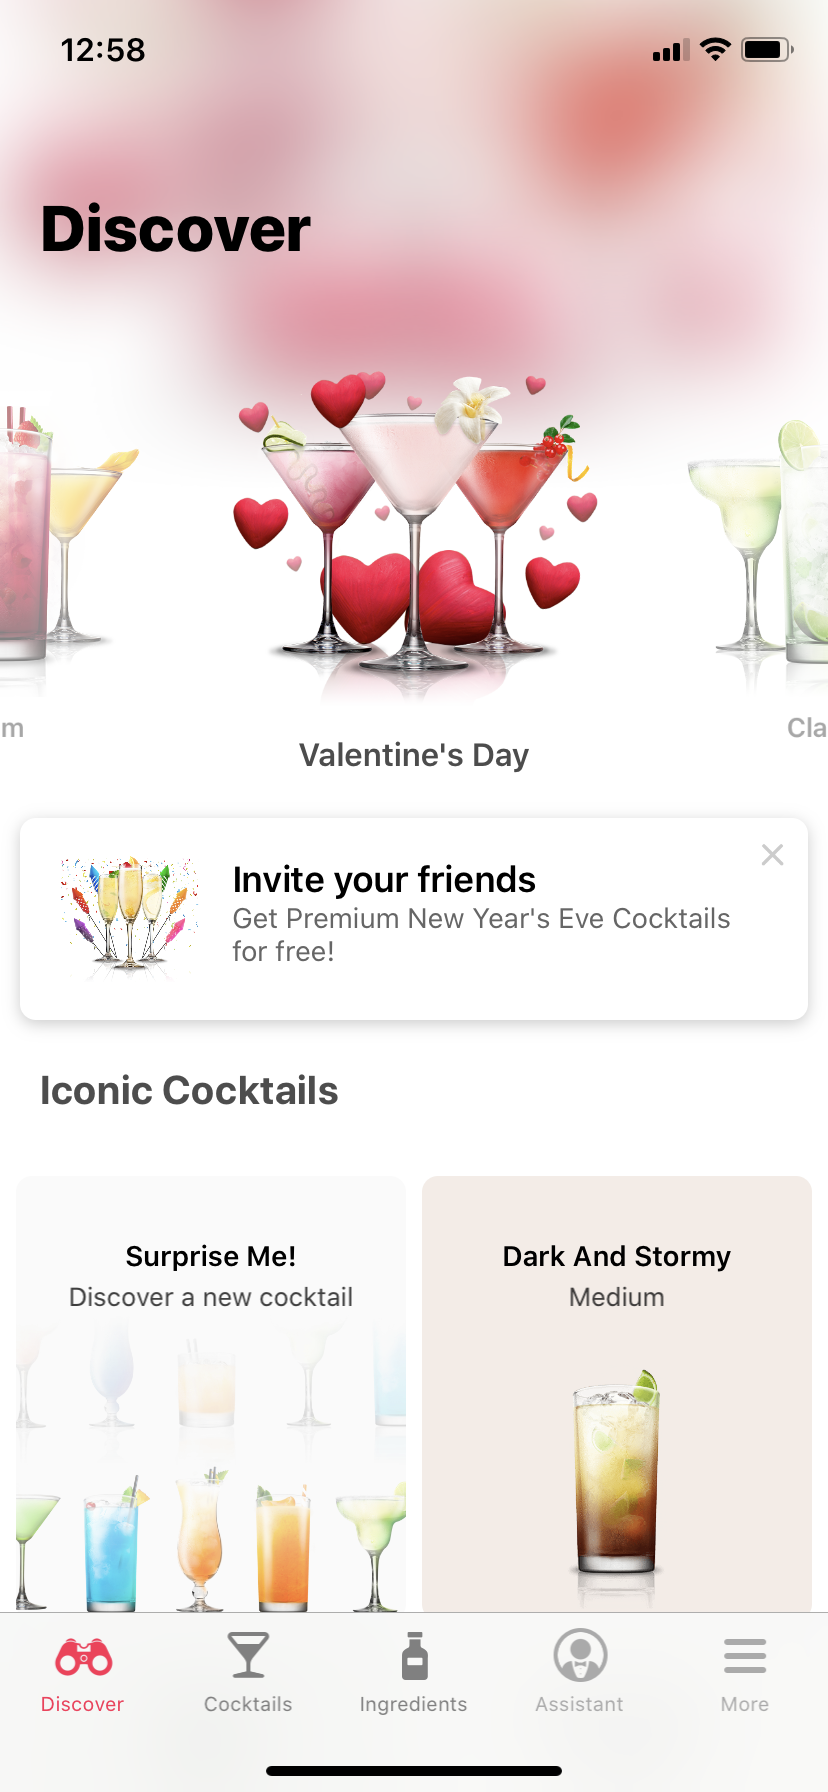 12:58
Discover
m
Cla
Valentine's Day
Invite your friends
Get Premium New Year's Eve Cocktails
for free!
Iconic Cocktails
Surprise Me!
Discover a new cocktail
Dark And Stormy
Medium
Discover
Cocktails
Ingredients
Assistant
More